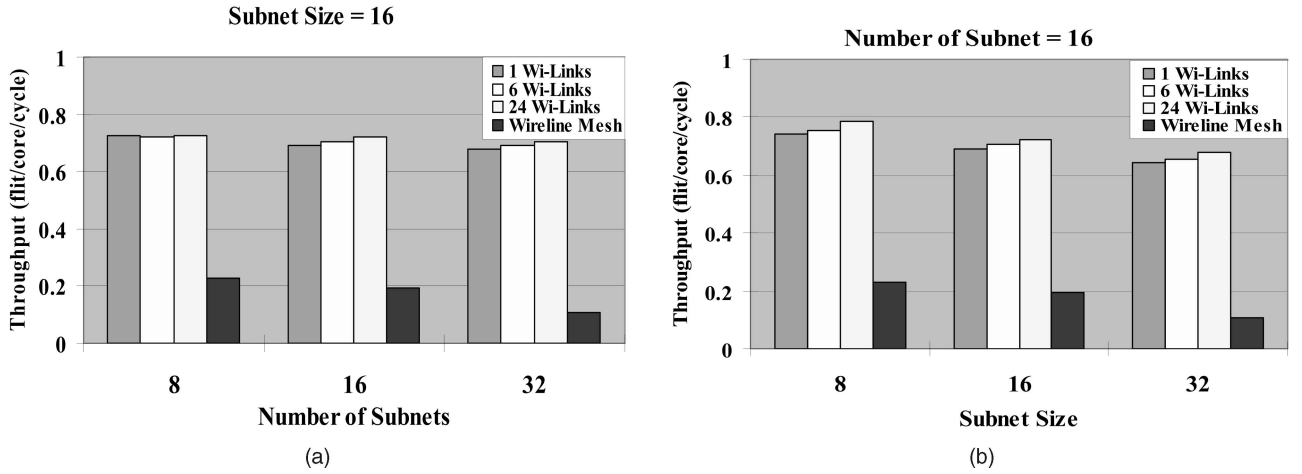 Subnet Size = 16
Throughput (flit/core/cycle)
1
0.8
0.6
0.4
0.2
0
1 Wi-Links
6 Wi-Links
24 Wi-Links
Wireline Mesh
8 16 32
Number of Subnets
(a)
Number of Subnet = 16
Throughput (flit/core/cycle)
1
0.8
0.6
0.4
0.2
0
1 Wi-Links
6 Wi-Links
24 Wi-Links
Wireline Mesh
8 16 32
Subnet Size
(b)